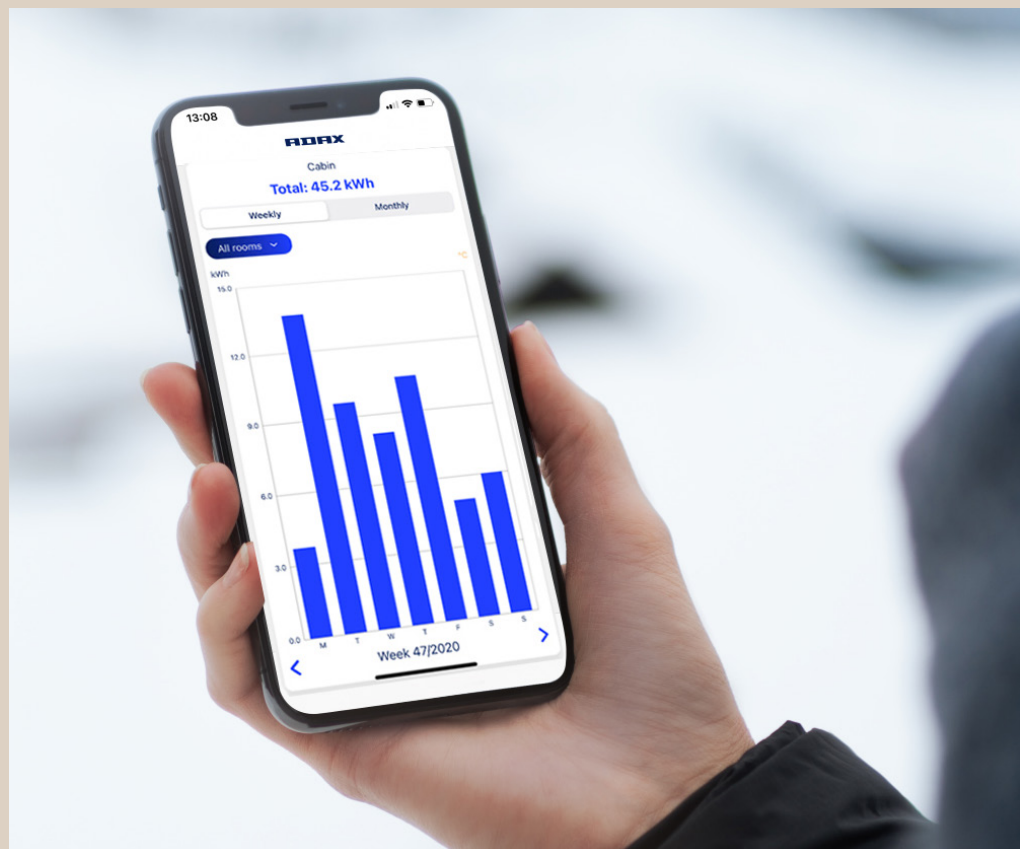 13:08
ADAX
Cabin
Total: 45.2 kWh
Weekly Monthly
All rooms
kWh °C
15.0
12.0
9.0
6.0
3.0
0.0
M T W T F S S
Week 47/2020